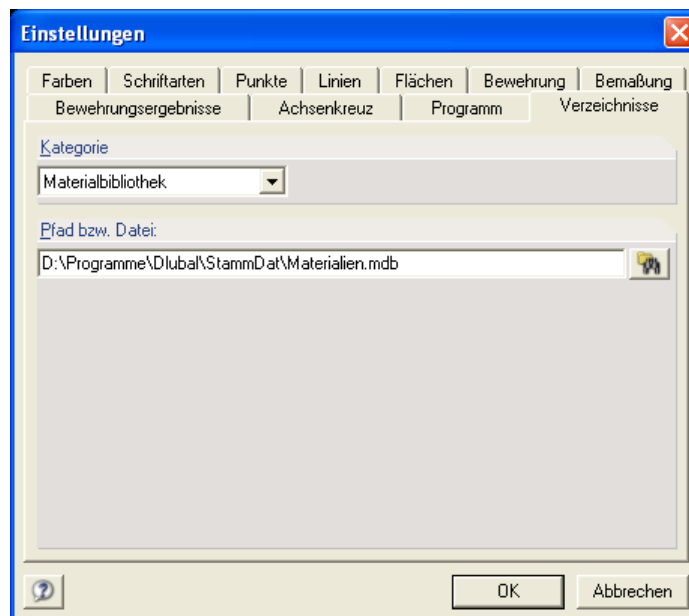 Einstellungen
Farben Schriftarten Punkte Linien Flächen Bewehrung Bemaßung
Bewehrungsergebnisse Achsenkreuz Programm Verzeichnisse
Kategorie
Materialbibliothek
Pfad bzw. Datei:
D:\Programme\Dlubal\StammDat\Materialien.mdb
OK Abbrechen